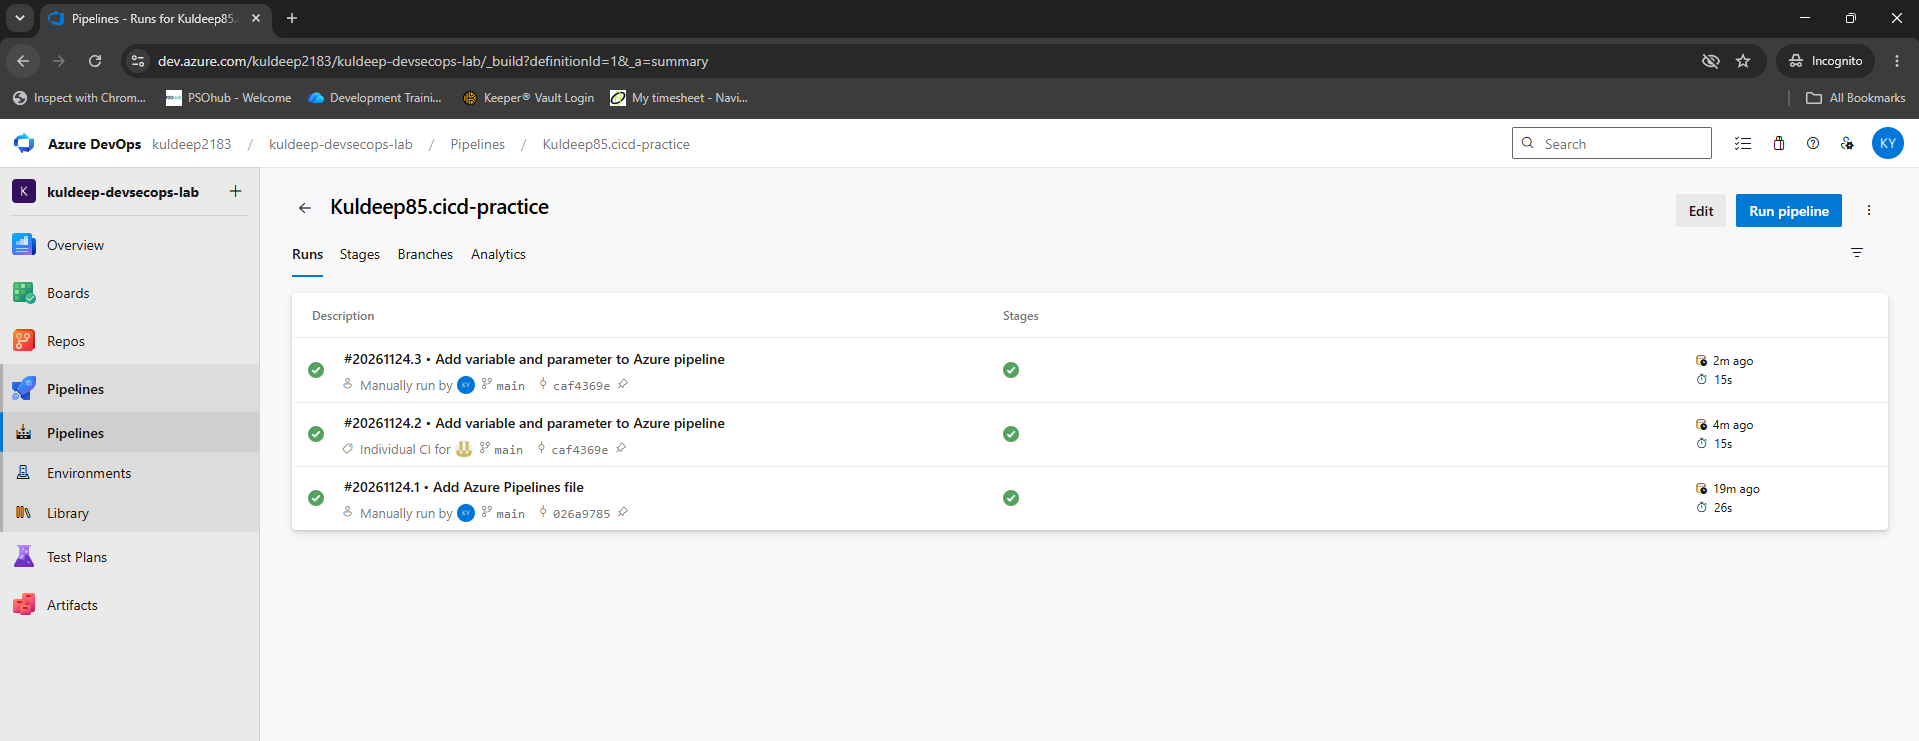 Pipelines - Runs for Kuldeep85.c
dev.azure.com/kuldeep2183/kuldeep-devsecops-lab/_build?definitionId=1&_a=summary
Incognito
Inspect with Chrom...
PSOhub - Welcome
Development Traini...
Keeper® Vault Login
My timesheet - Navi...
All Bookmarks
Azure DevOps kuldeep2183 / kuldeep-devsecops-lab / Pipelines / Kuldeep85.cicd-practice
Search
KY
K kuldeep-devsecops-lab
Overview
Boards
Repos
Pipelines
Pipelines
Environments
Library
Test Plans
Artifacts
Kuldeep85.cicd-practice
Edit
Run pipeline
Runs Stages Branches Analytics
Description Stages
#20261124.3 • Add variable and parameter to Azure pipeline
Manually run by KY main caf4369e
2m ago
15s
#20261124.2 • Add variable and parameter to Azure pipeline
Individual CI for main caf4369e
4m ago
15s
#20261124.1 • Add Azure Pipelines file
Manually run by KY main 026a9785
19m ago
26s